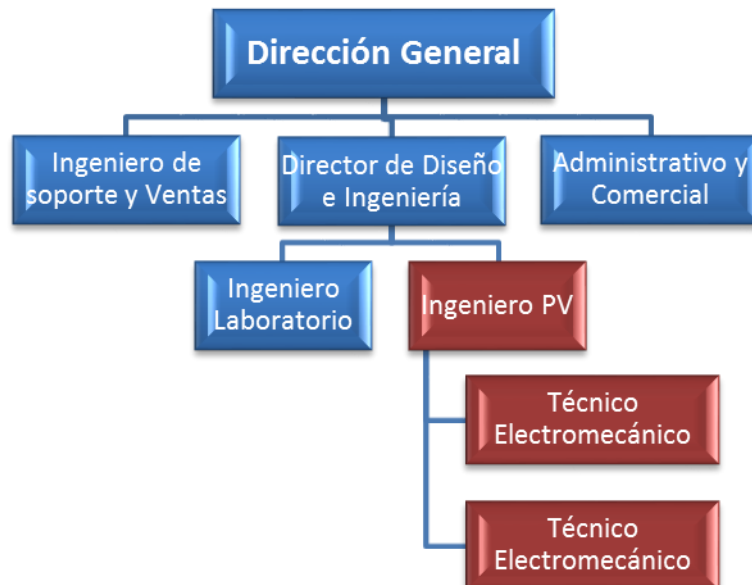 Dirección General
Ingeniero de
soporte y Ventas
Director de Diseño
e Ingeniería
Administrativo y
Comercial
Ingeniero
Laboratorio
Ingeniero PV
Técnico
Electromecánico
Técnico
Electromecánico